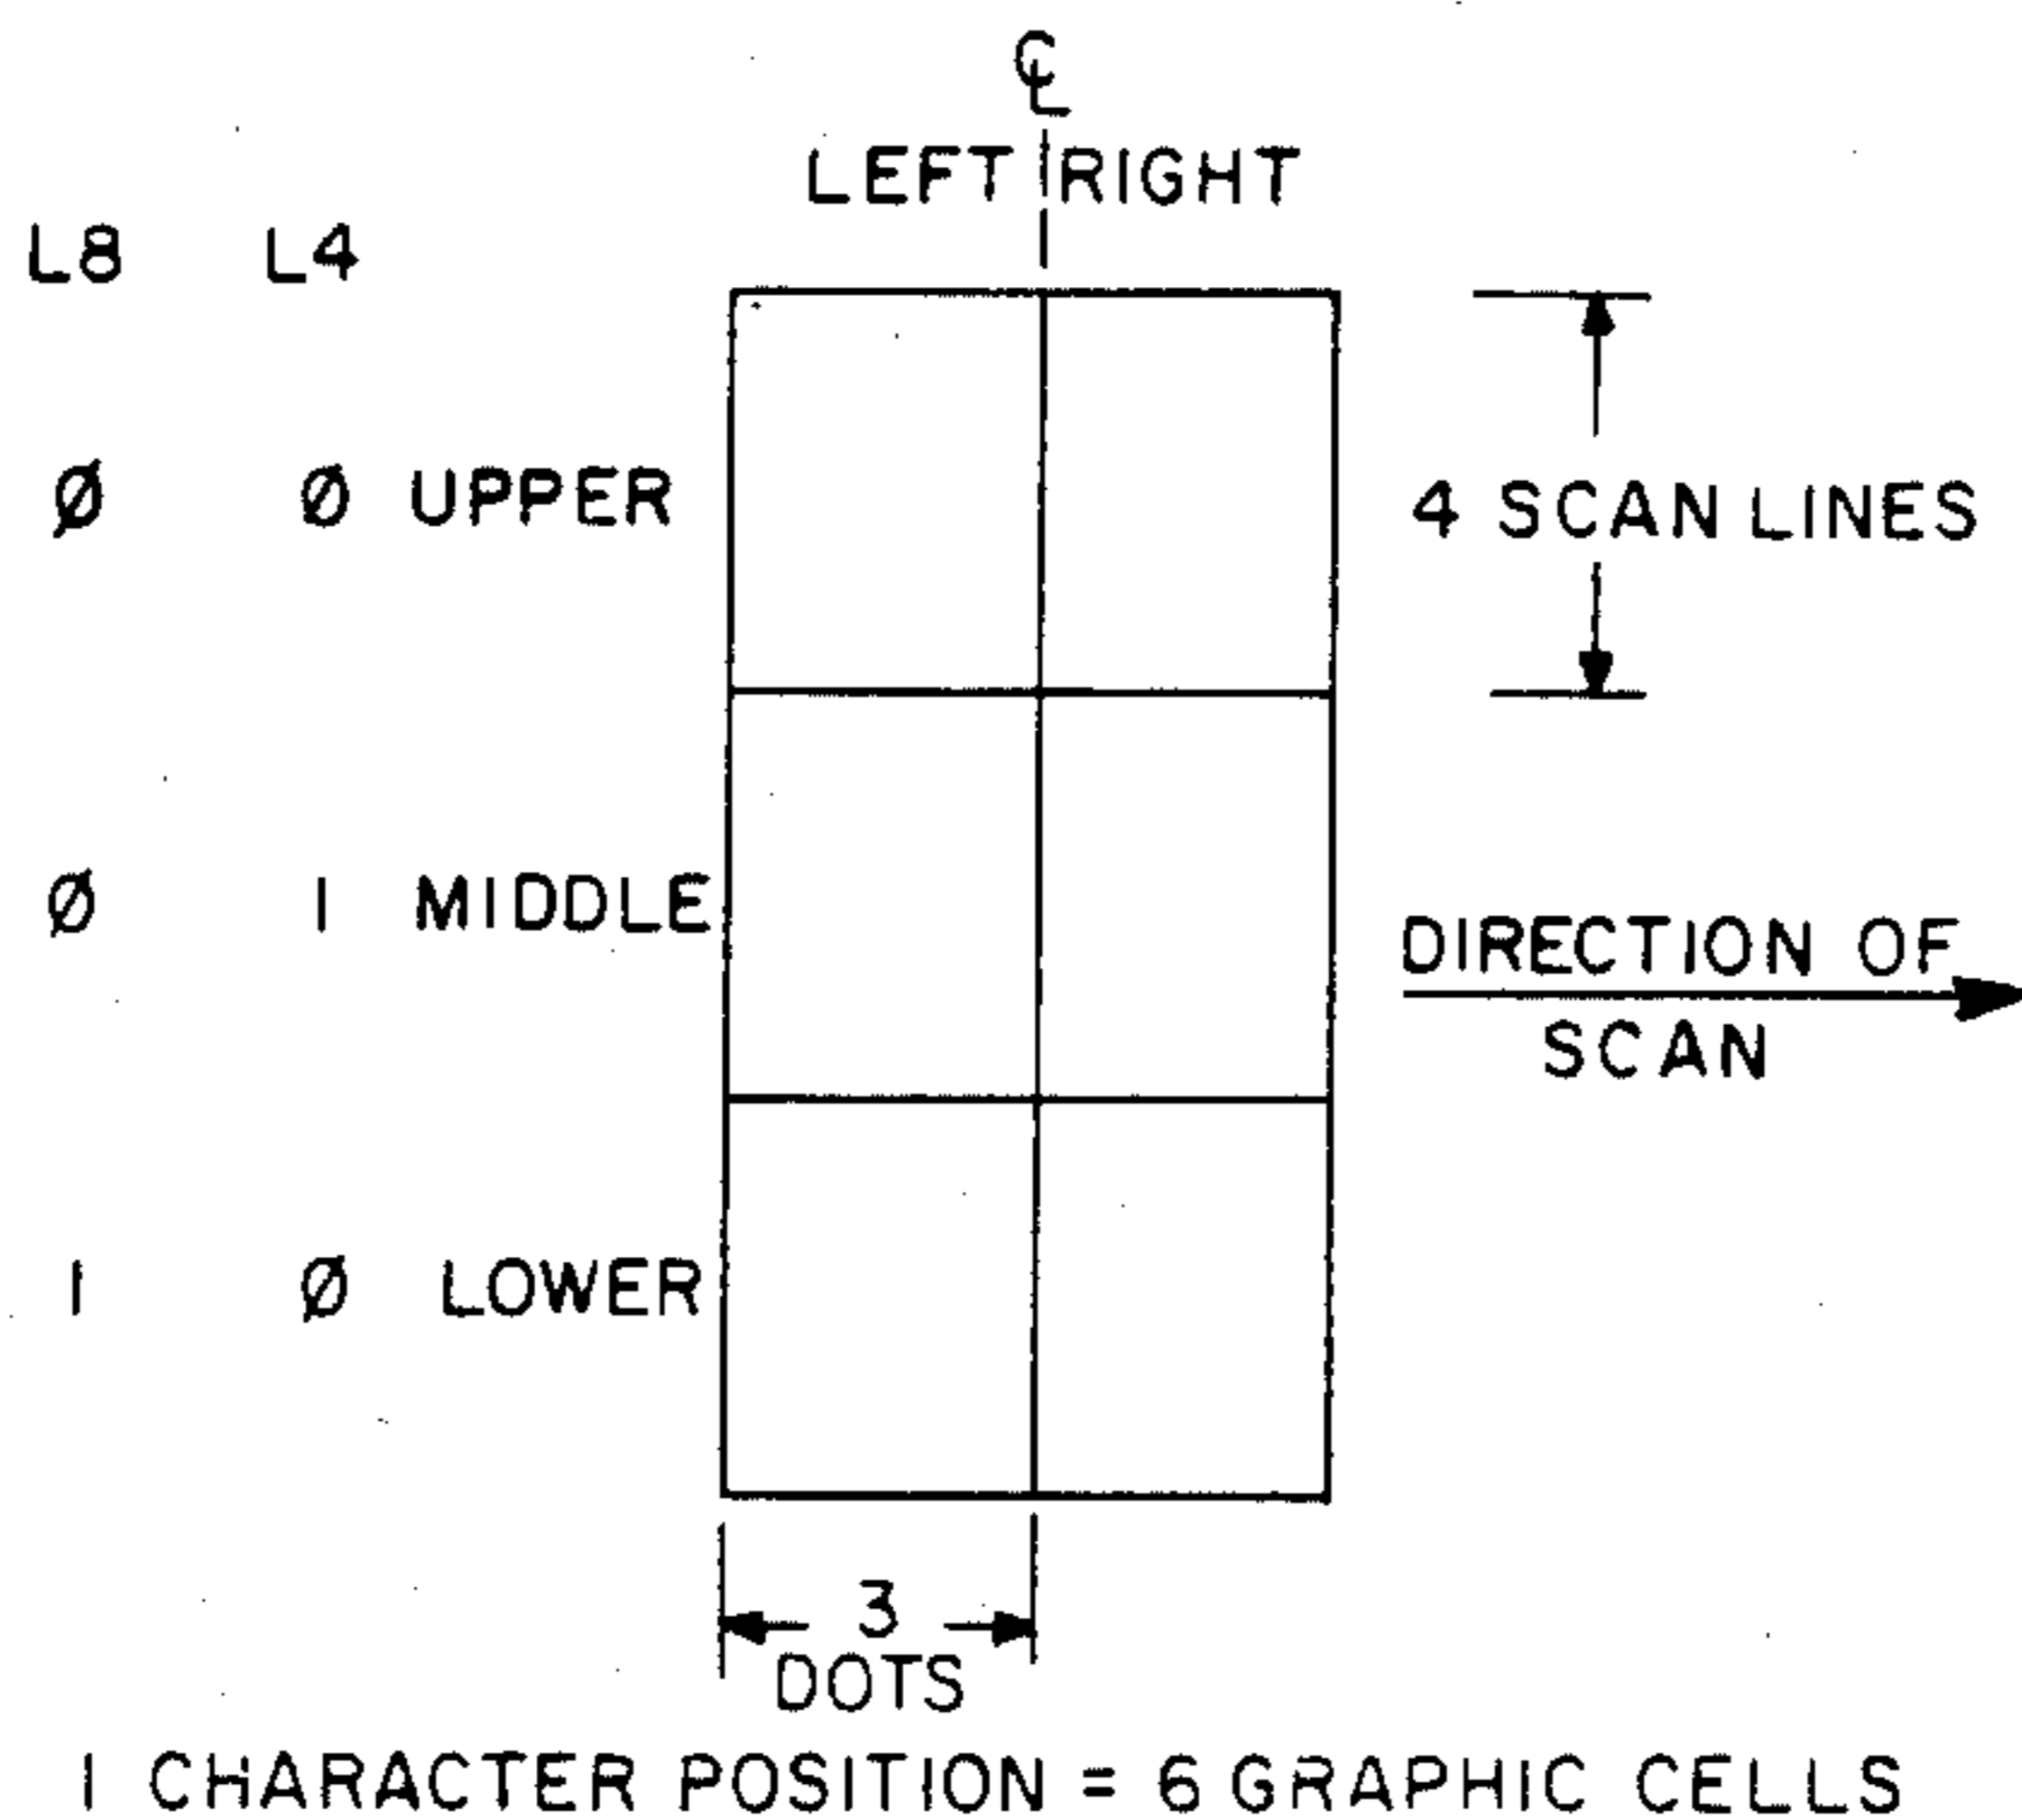 ℄
LEFT RIGHT
L8 L4
Ø Ø UPPER
4 SCAN LINES
Ø 1 MIDDLE
DIRECTION OF
SCAN
1 Ø LOWER
3
DOTS
1 CHARACTER POSITION = 6 GRAPHIC CELLS